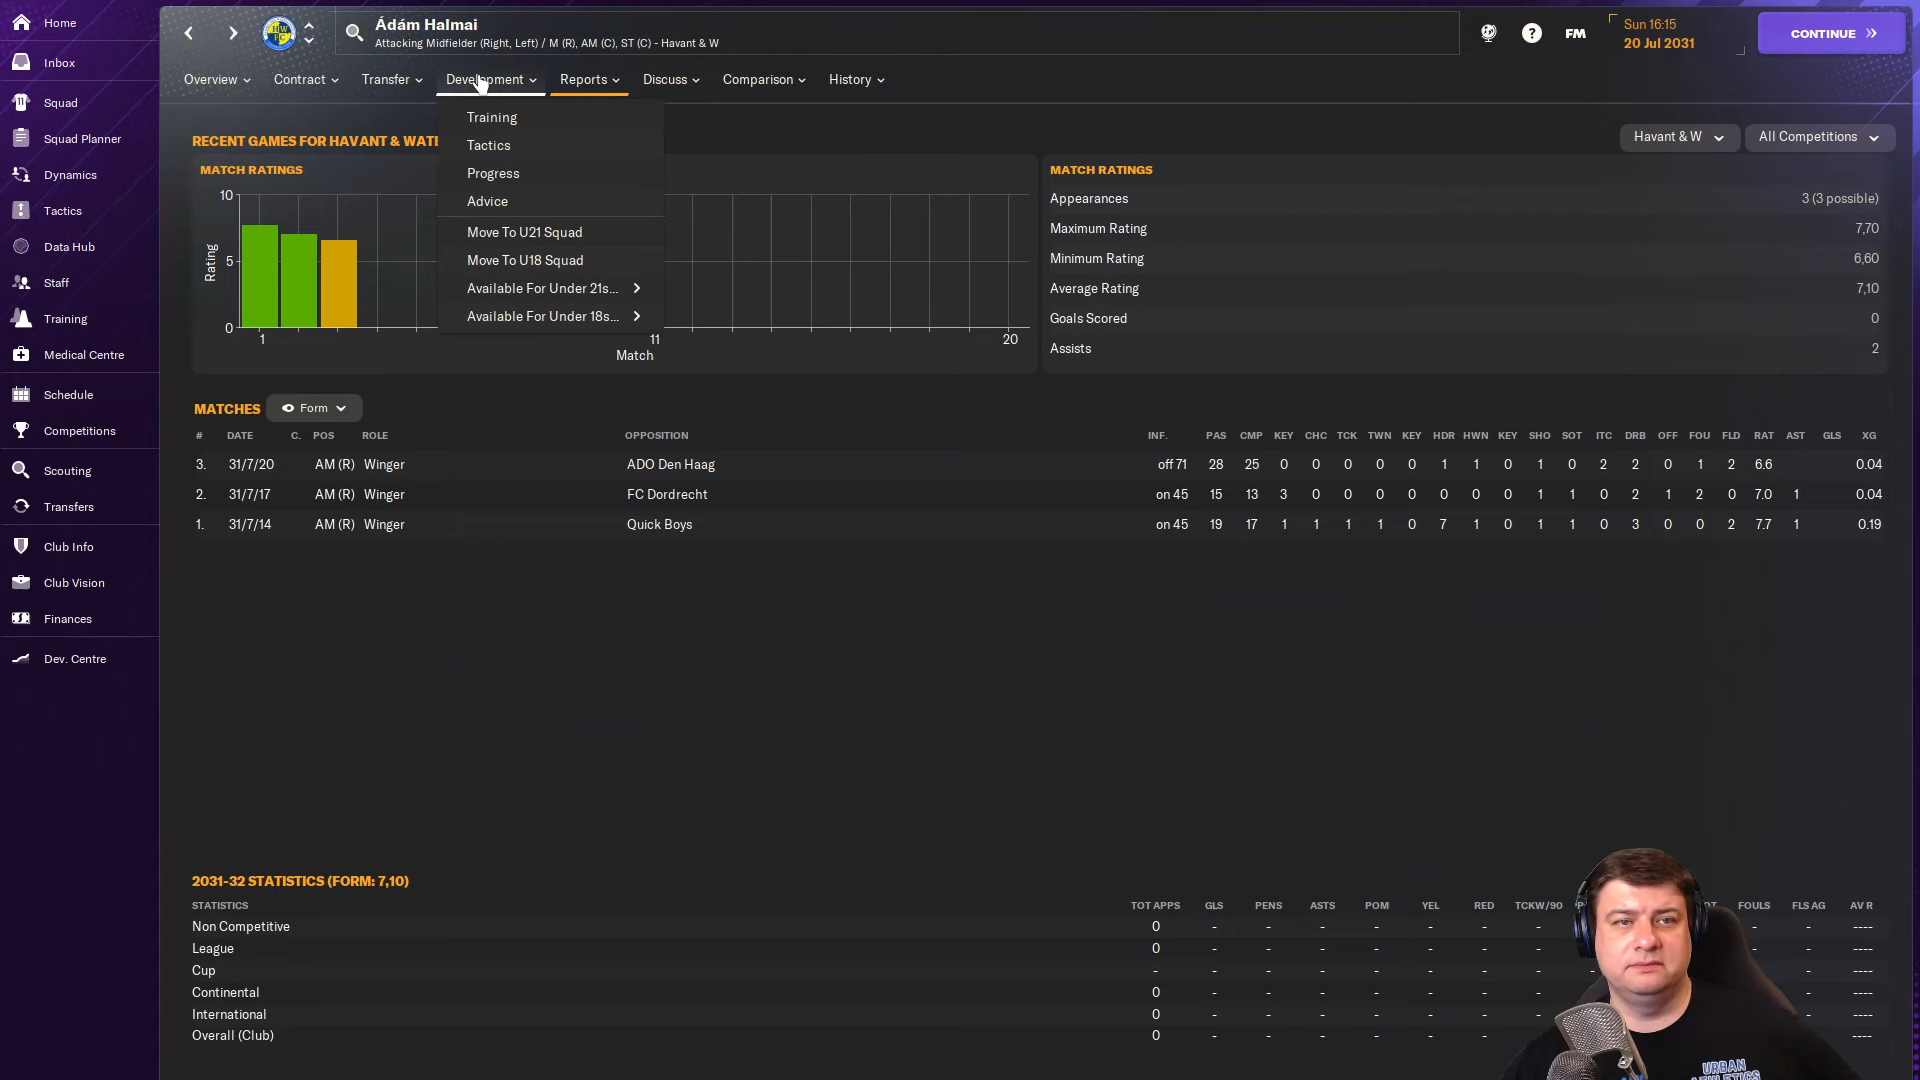 Home
Inbox
Squad
Squad Planner
Dynamics
Tactics
Data Hub
Staff
Training
Medical Centre
Schedule
Competitions
Scouting
Transfers
Club Info
Club Vision
Finances
Dev. Centre
Ádám Halmai
Attacking Midfielder (Right, Left) / M (R), AM (C), ST (C) - Havant & W
FM
Sun 16:15
20 Jul 2031
CONTINUE
Overview Contract Transfer Development Reports Discuss Comparison History
Training
Tactics
Progress
Advice
Move To U21 Squad
Move To U18 Squad
Available For Under 21s...
Available For Under 18s...
RECENT GAMES FOR HAVANT & WAT
Havant & W All Competitions
MATCH RATINGS
10
5
0
Rating
1 11 20
Match
MATCH RATINGS
Appearances 3 (3 possible)
Maximum Rating 7,70
Minimum Rating 6,60
Average Rating 7,10
Goals Scored 0
Assists 2
MATCHES Form
# DATE C. POS ROLE OPPOSITION INF. PAS CMP KEY CHC TCK TWN KEY HDR HWN KEY SHO SOT ITC DRB OFF FOU FLD RAT AST GLS XG
3. 31/7/20 AM (R) Winger ADO Den Haag off 71 28 25 0 0 0 0 0 1 1 0 1 0 2 2 0 1 2 6.6 0.04
2. 31/7/17 AM (R) Winger FC Dordrecht on 45 15 13 3 0 0 0 0 0 0 0 1 1 0 2 1 2 0 7.0 1 0.04
1. 31/7/14 AM (R) Winger Quick Boys on 45 19 17 1 1 1 1 0 7 1 0 1 1 0 3 0 0 2 7.7 1 0.19
2031-32 STATISTICS (FORM: 7,10)
STATISTICS TOT APPS GLS PENS ASTS POM YEL RED TCKW/90 FOULS FLS AG AV R
Non Competitive 0 - - - - - - - - - ----
League 0 - - - - - - - - - ----
Cup - - - - - - - - - - - ----
Continental 0 - - - - - - - - ----
International 0 - - - - - - - - ----
Overall (Club) 0 - - - - - - ----
URBAN
ATHLETICS